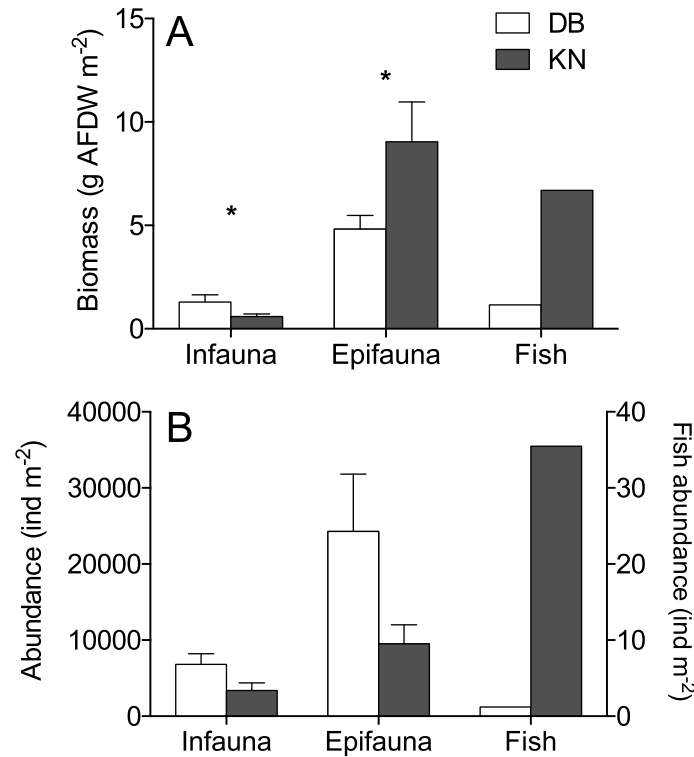 A
DB
KN
Biomass (g AFDW m⁻²)
15
10
5
0
*
*
Infauna Epifauna Fish
B
Abundance (ind m⁻²)
40000
30000
20000
10000
0
40
30
20
10
0
Fish abundance (ind m⁻²)
Infauna Epifauna Fish